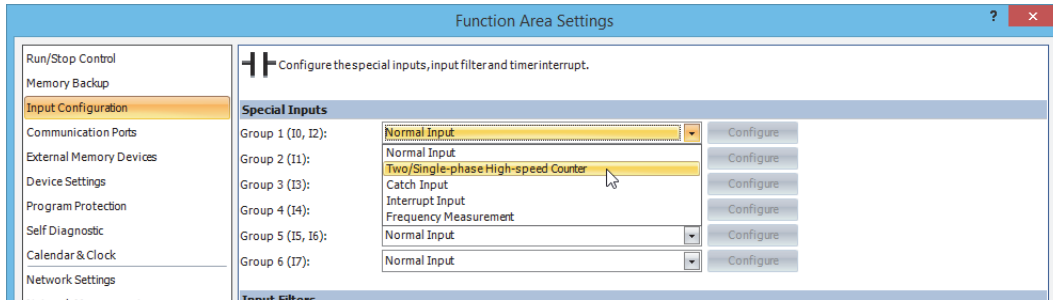 Function Area Settings
?
×
Run/Stop Control
Memory Backup
Input Configuration
Communication Ports
External Memory Devices
Device Settings
Program Protection
Self Diagnostic
Calendar & Clock
Network Settings
Configure the special inputs, input filter and timer interrupt.
Special Inputs
Group 1 (I0, I2): Normal Input Configure
Normal Input
Group 2 (I1): Configure
Two/Single-phase High-speed Counter
Group 3 (I3): Catch Input Configure
Interrupt Input
Group 4 (I4): Configure
Frequency Measurement
Group 5 (I5, I6): Normal Input Configure
Group 6 (I7): Normal Input Configure
Input Filters